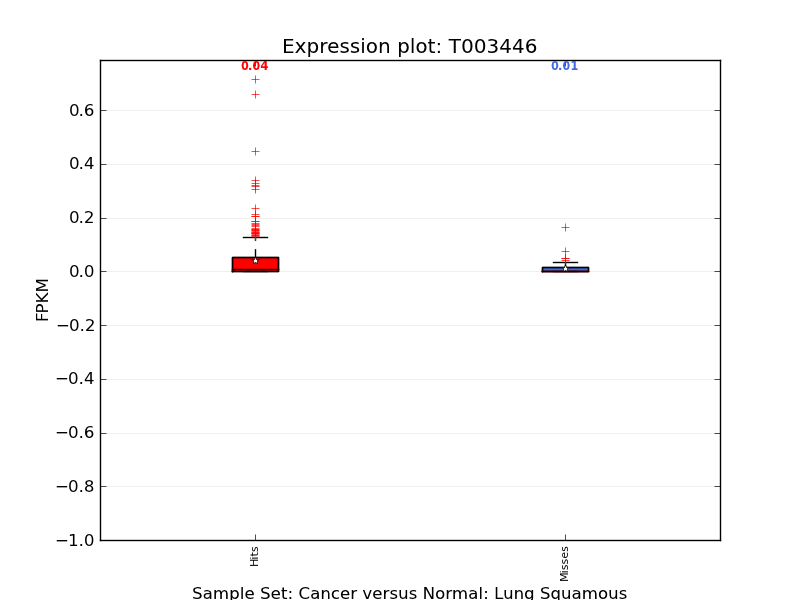 Expression plot: T003446
0.04 0.01
0.6
0.4
0.2
0.0
−0.2
−0.4
−0.6
−0.8
−1.0
FPKM
Hits Misses
Sample Set: Cancer versus Normal: Lung Squamous